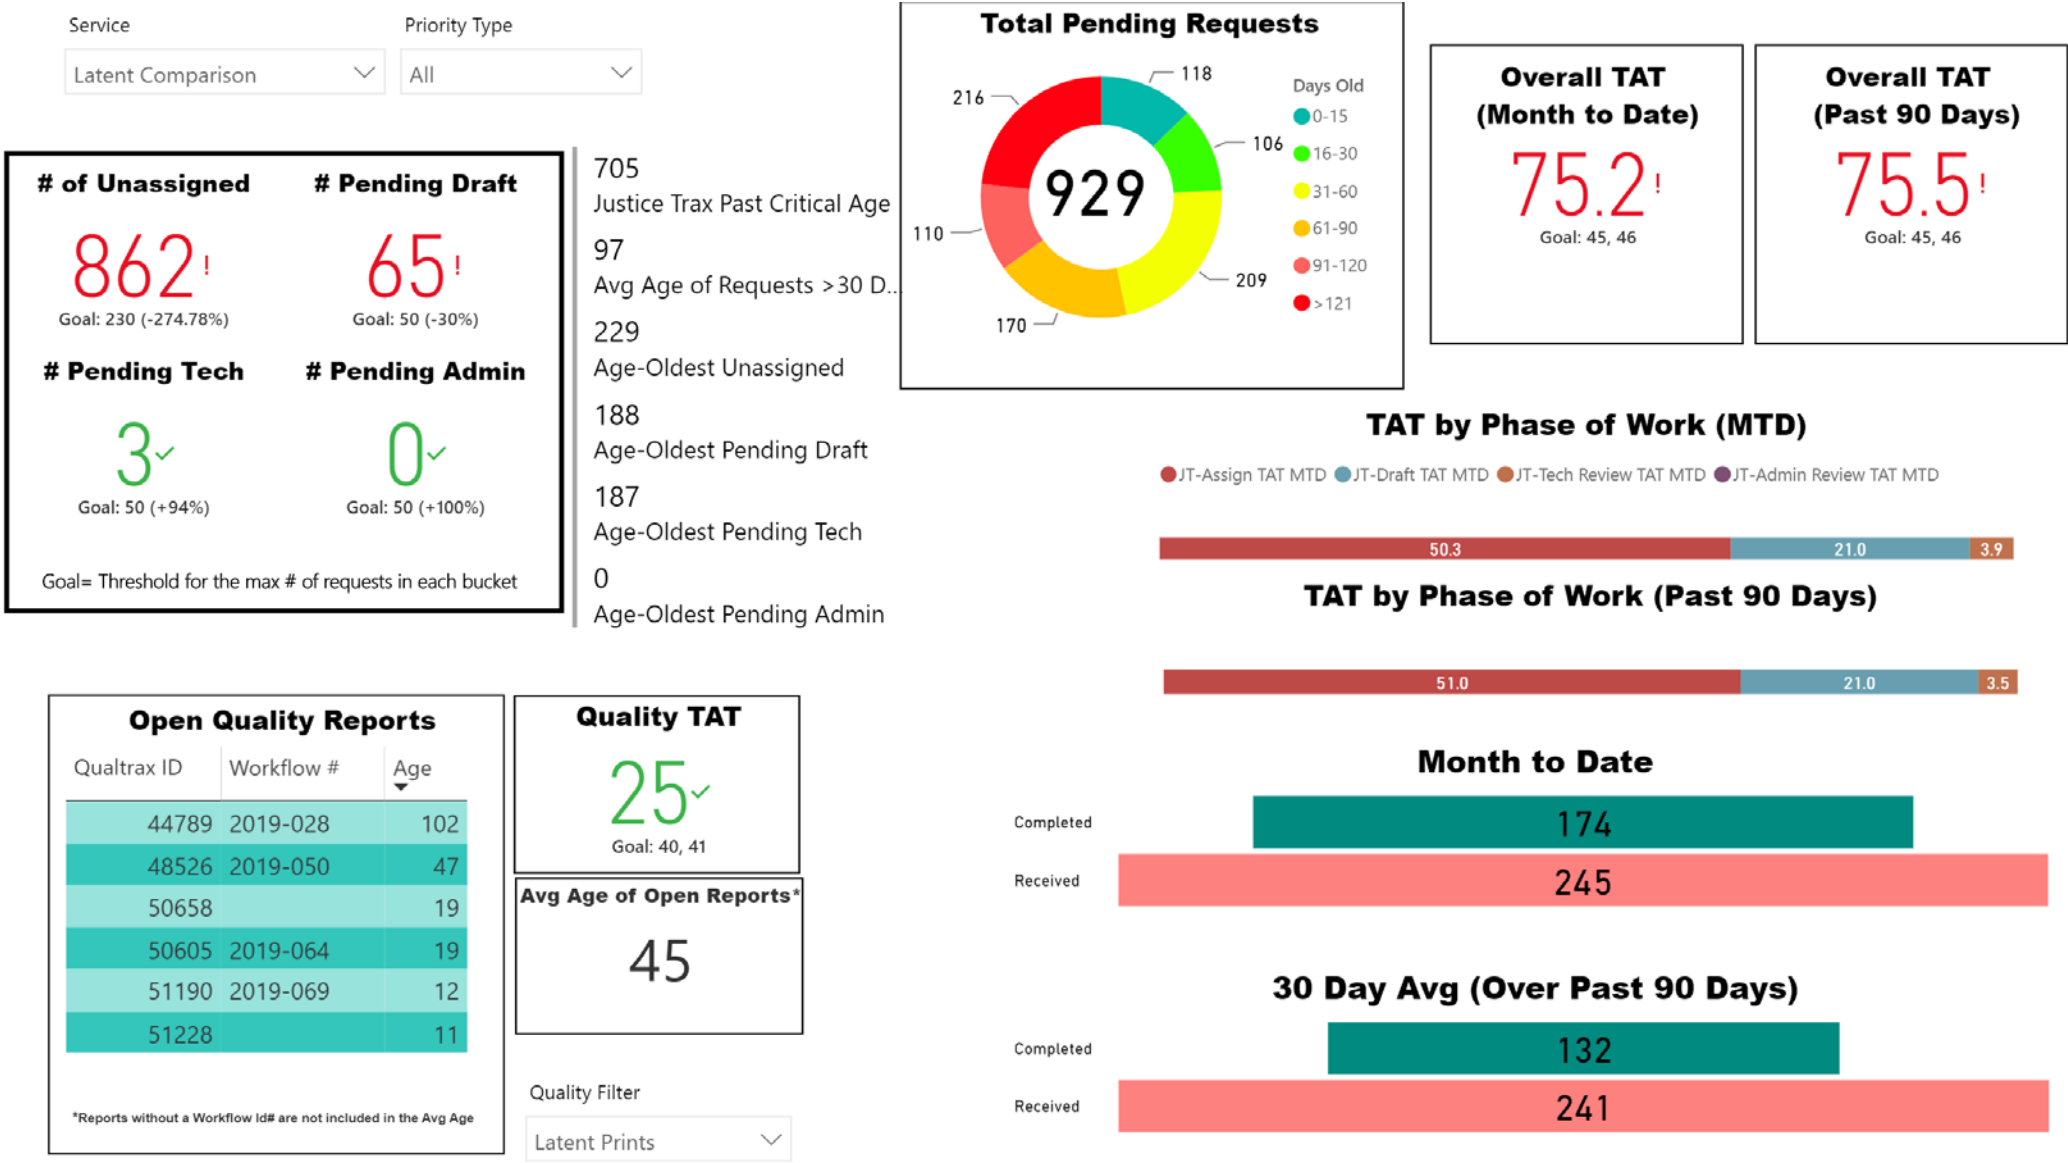 Service
Latent Comparison
Priority Type
All
# of Unassigned
862!
Goal: 230 (-274.78%)
# Pending Draft
65!
Goal: 50 (-30%)
# Pending Tech
3
Goal: 50 (+94%)
# Pending Admin
0
Goal: 50 (+100%)
Goal= Threshold for the max # of requests in each bucket
705
Justice Trax Past Critical Age
97
Avg Age of Requests >30 D...
229
Age-Oldest Unassigned
188
Age-Oldest Pending Draft
187
Age-Oldest Pending Tech
0
Age-Oldest Pending Admin
Total Pending Requests
118
106
209
170
110
216
929
Days Old
0-15
16-30
31-60
61-90
91-120
>121
Overall TAT
(Month to Date)
75.2!
Goal: 45, 46
Overall TAT
(Past 90 Days)
75.5!
Goal: 45, 46
TAT by Phase of Work (MTD)
JT-Assign TAT MTD JT-Draft TAT MTD JT-Tech Review TAT MTD JT-Admin Review TAT MTD
50.3 21.0 3.9
TAT by Phase of Work (Past 90 Days)
51.0 21.0 3.5
Month to Date
Completed 174
Received 245
30 Day Avg (Over Past 90 Days)
Completed 132
Received 241
Open Quality Reports
Qualtrax ID Workflow # Age
44789 2019-028 102
48526 2019-050 47
50658 19
50605 2019-064 19
51190 2019-069 12
51228 11
*Reports without a Workflow Id# are not included in the Avg Age
Quality TAT
25
Goal: 40, 41
Avg Age of Open Reports*
45
Quality Filter
Latent Prints